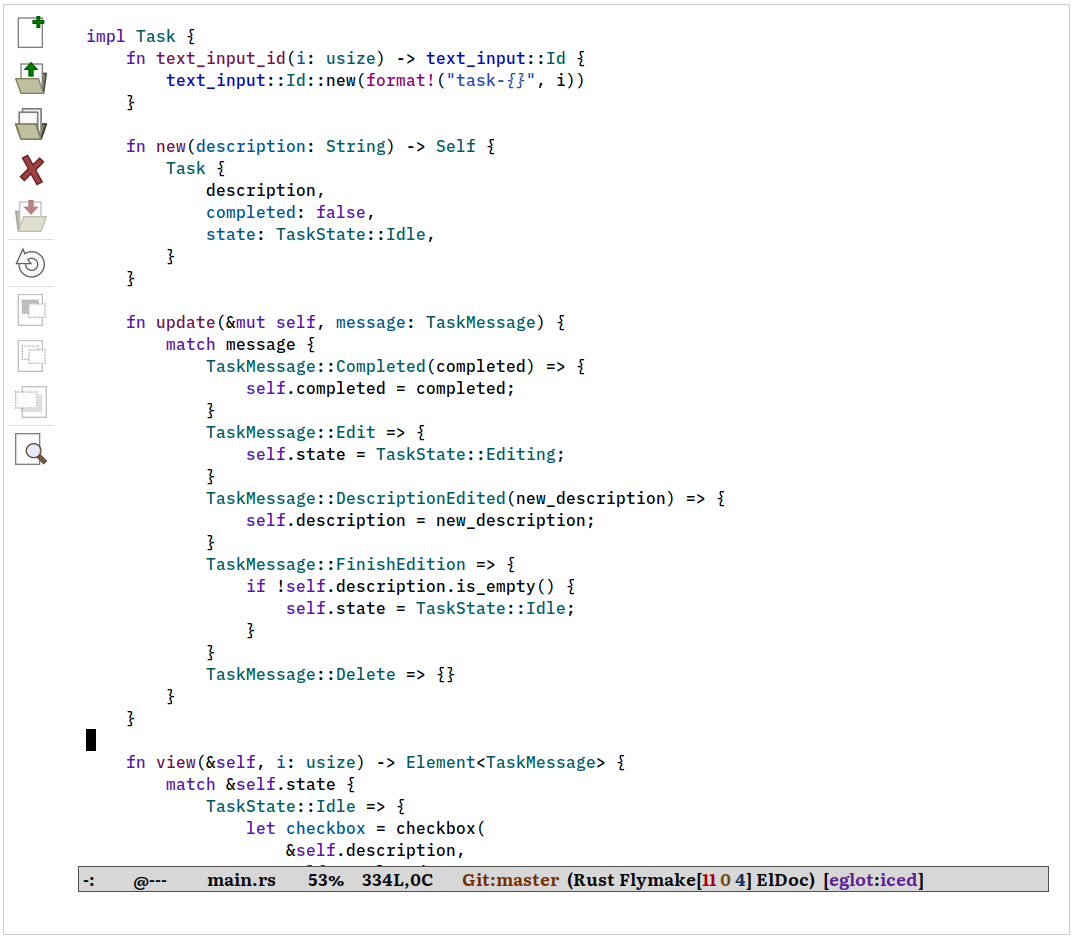 impl Task {
    fn text_input_id(i: usize) -> text_input::Id {
        text_input::Id::new(format!("task-{}", i))
    }

    fn new(description: String) -> Self {
        Task {
            description,
            completed: false,
            state: TaskState::Idle,
        }
    }

    fn update(&mut self, message: TaskMessage) {
        match message {
            TaskMessage::Completed(completed) => {
                self.completed = completed;
            }
            TaskMessage::Edit => {
                self.state = TaskState::Editing;
            }
            TaskMessage::DescriptionEdited(new_description) => {
                self.description = new_description;
            }
            TaskMessage::FinishEdition => {
                if !self.description.is_empty() {
                    self.state = TaskState::Idle;
                }
            }
            TaskMessage::Delete => {}
        }
    }

    fn view(&self, i: usize) -> Element<TaskMessage> {
        match &self.state {
            TaskState::Idle => {
                let checkbox = checkbox(
                    &self.description,
-: @--- main.rs 53% 334L,0C Git:master (Rust Flymake[11 0 4] ElDoc) [eglot:iced]